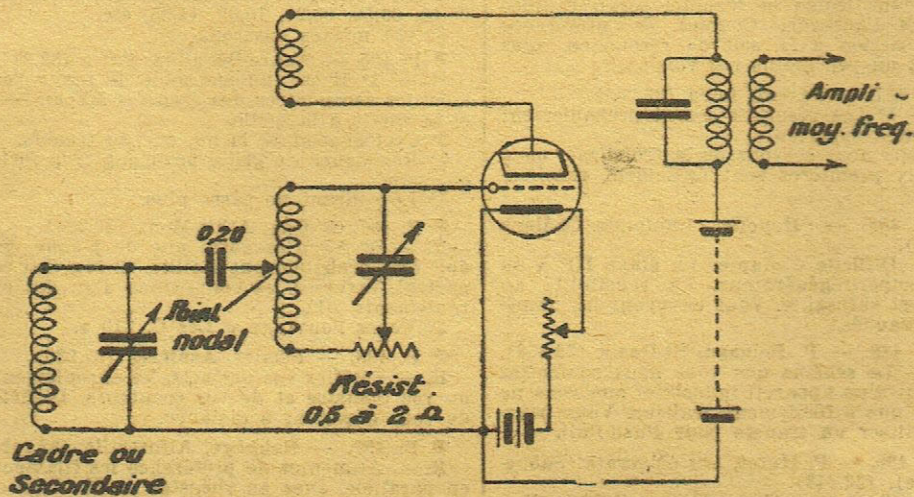 Ampli -
moy. fréq.
0,20
Point
nodal
Résist.
0,5 à 2 Ω
Cadre ou
Secondaire